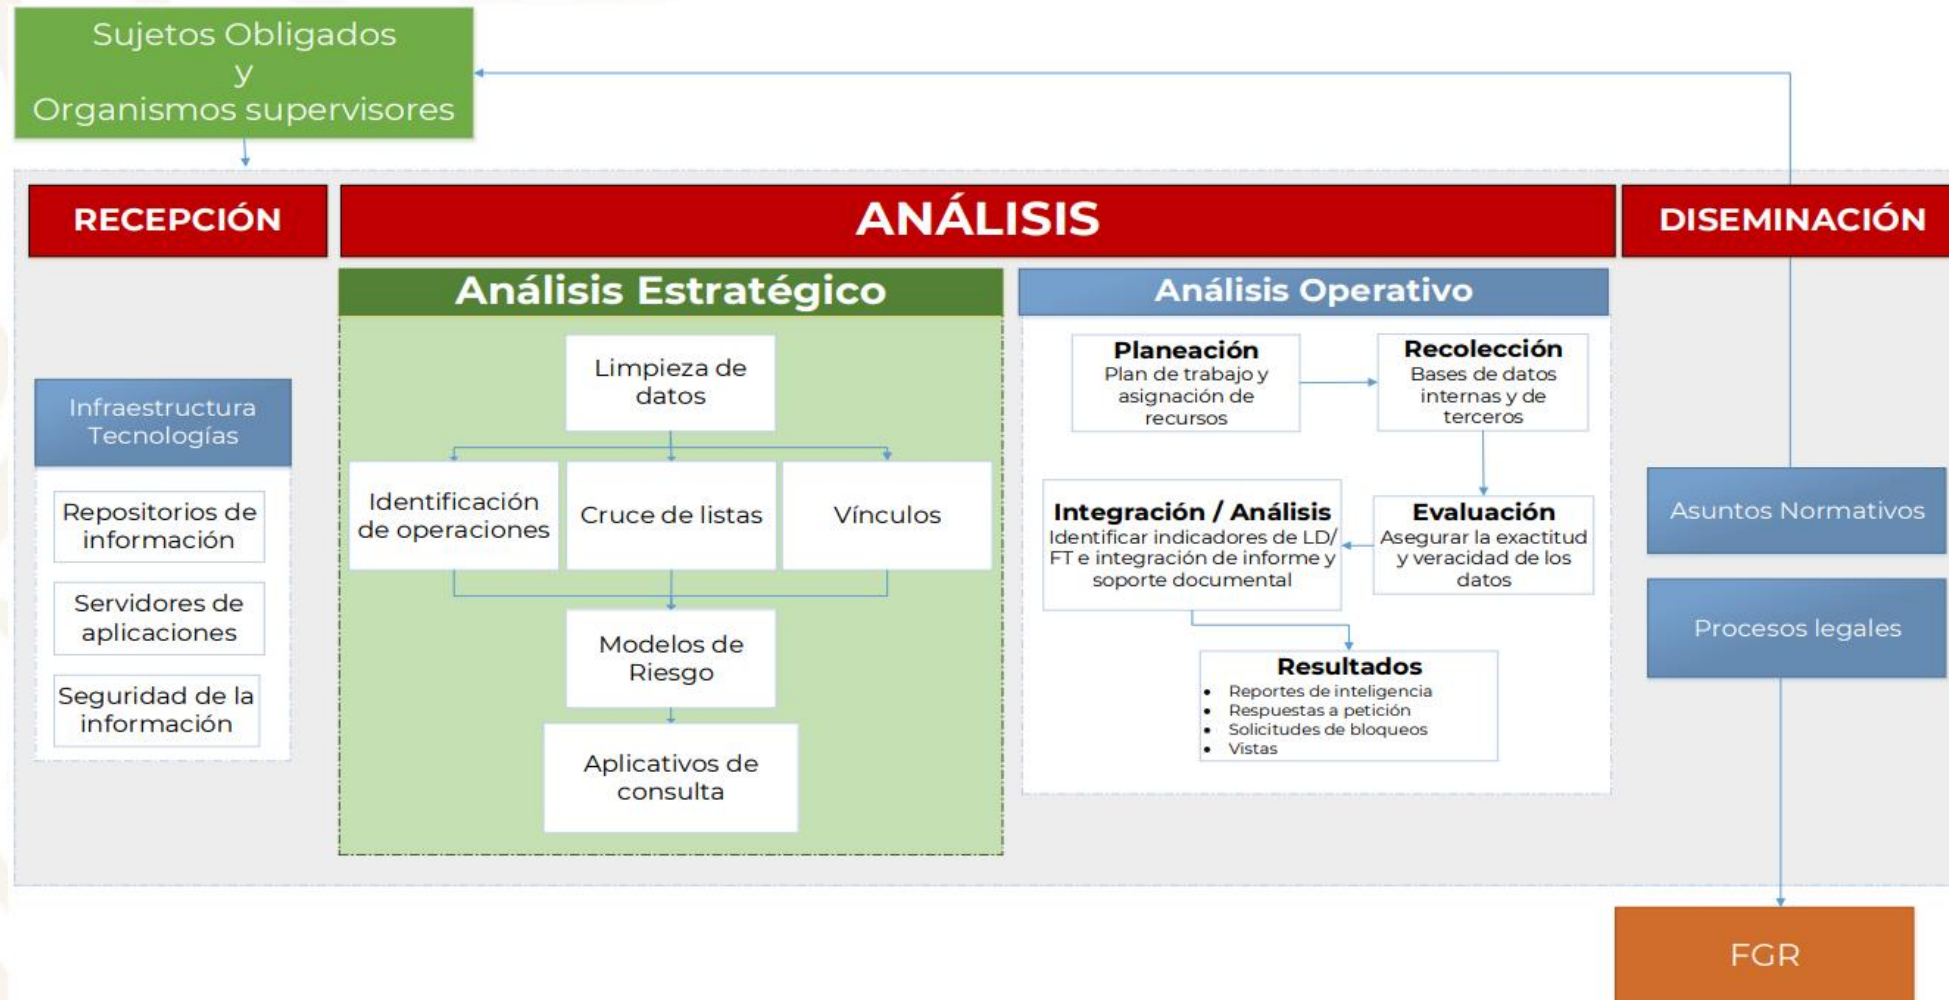 Sujetos Obligados
y
Organismos supervisores
RECEPCIÓN
ANÁLISIS
DISEMINACIÓN
Infraestructura
Tecnologías
Repositorios de
información
Servidores de
aplicaciones
Seguridad de la
información
Análisis Estratégico
Limpieza de
datos
Identificación
de operaciones
Cruce de listas
Vínculos
Modelos de
Riesgo
Aplicativos de
consulta
Análisis Operativo
Planeación
Plan de trabajo y
asignación de
recursos
Recolección
Bases de datos
internas y de
terceros
Evaluación
Asegurar la exactitud
y veracidad de los
datos
Integración / Análisis
Identificar indicadores de LD/
FT e integración de informe y
soporte documental
Resultados
• Reportes de inteligencia
• Respuestas a petición
• Solicitudes de bloqueos
• Vistas
Asuntos Normativos
Procesos legales
FGR